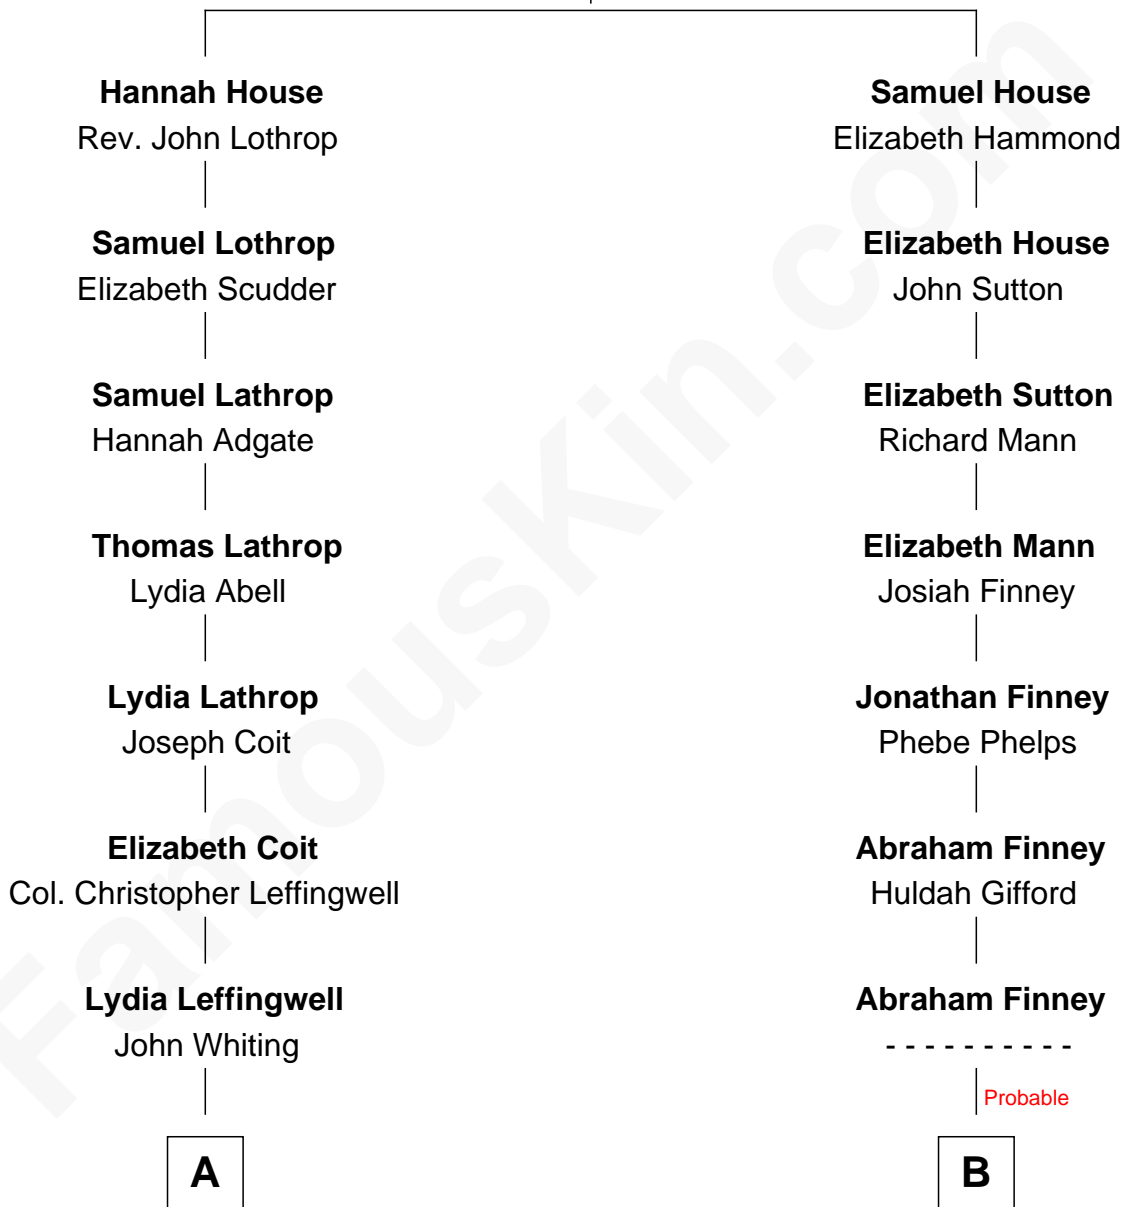 Hannah House
Rev. John Lothrop
Samuel House
Elizabeth Hammond
Samuel Lothrop
Elizabeth Scudder
Elizabeth House
John Sutton
Samuel Lathrop
Hannah Adgate
Elizabeth Sutton
Richard Mann
Thomas Lathrop
Lydia Abell
Elizabeth Mann
Josiah Finney
Lydia Lathrop
Joseph Coit
Jonathan Finney
Phebe Phelps
Elizabeth Coit
Col. Christopher Leffingwell
Abraham Finney
Huldah Gifford
Lydia Leffingwell
John Whiting
Abraham Finney
- - - - - - - - - -
Probable
A
B
FamousKin.com